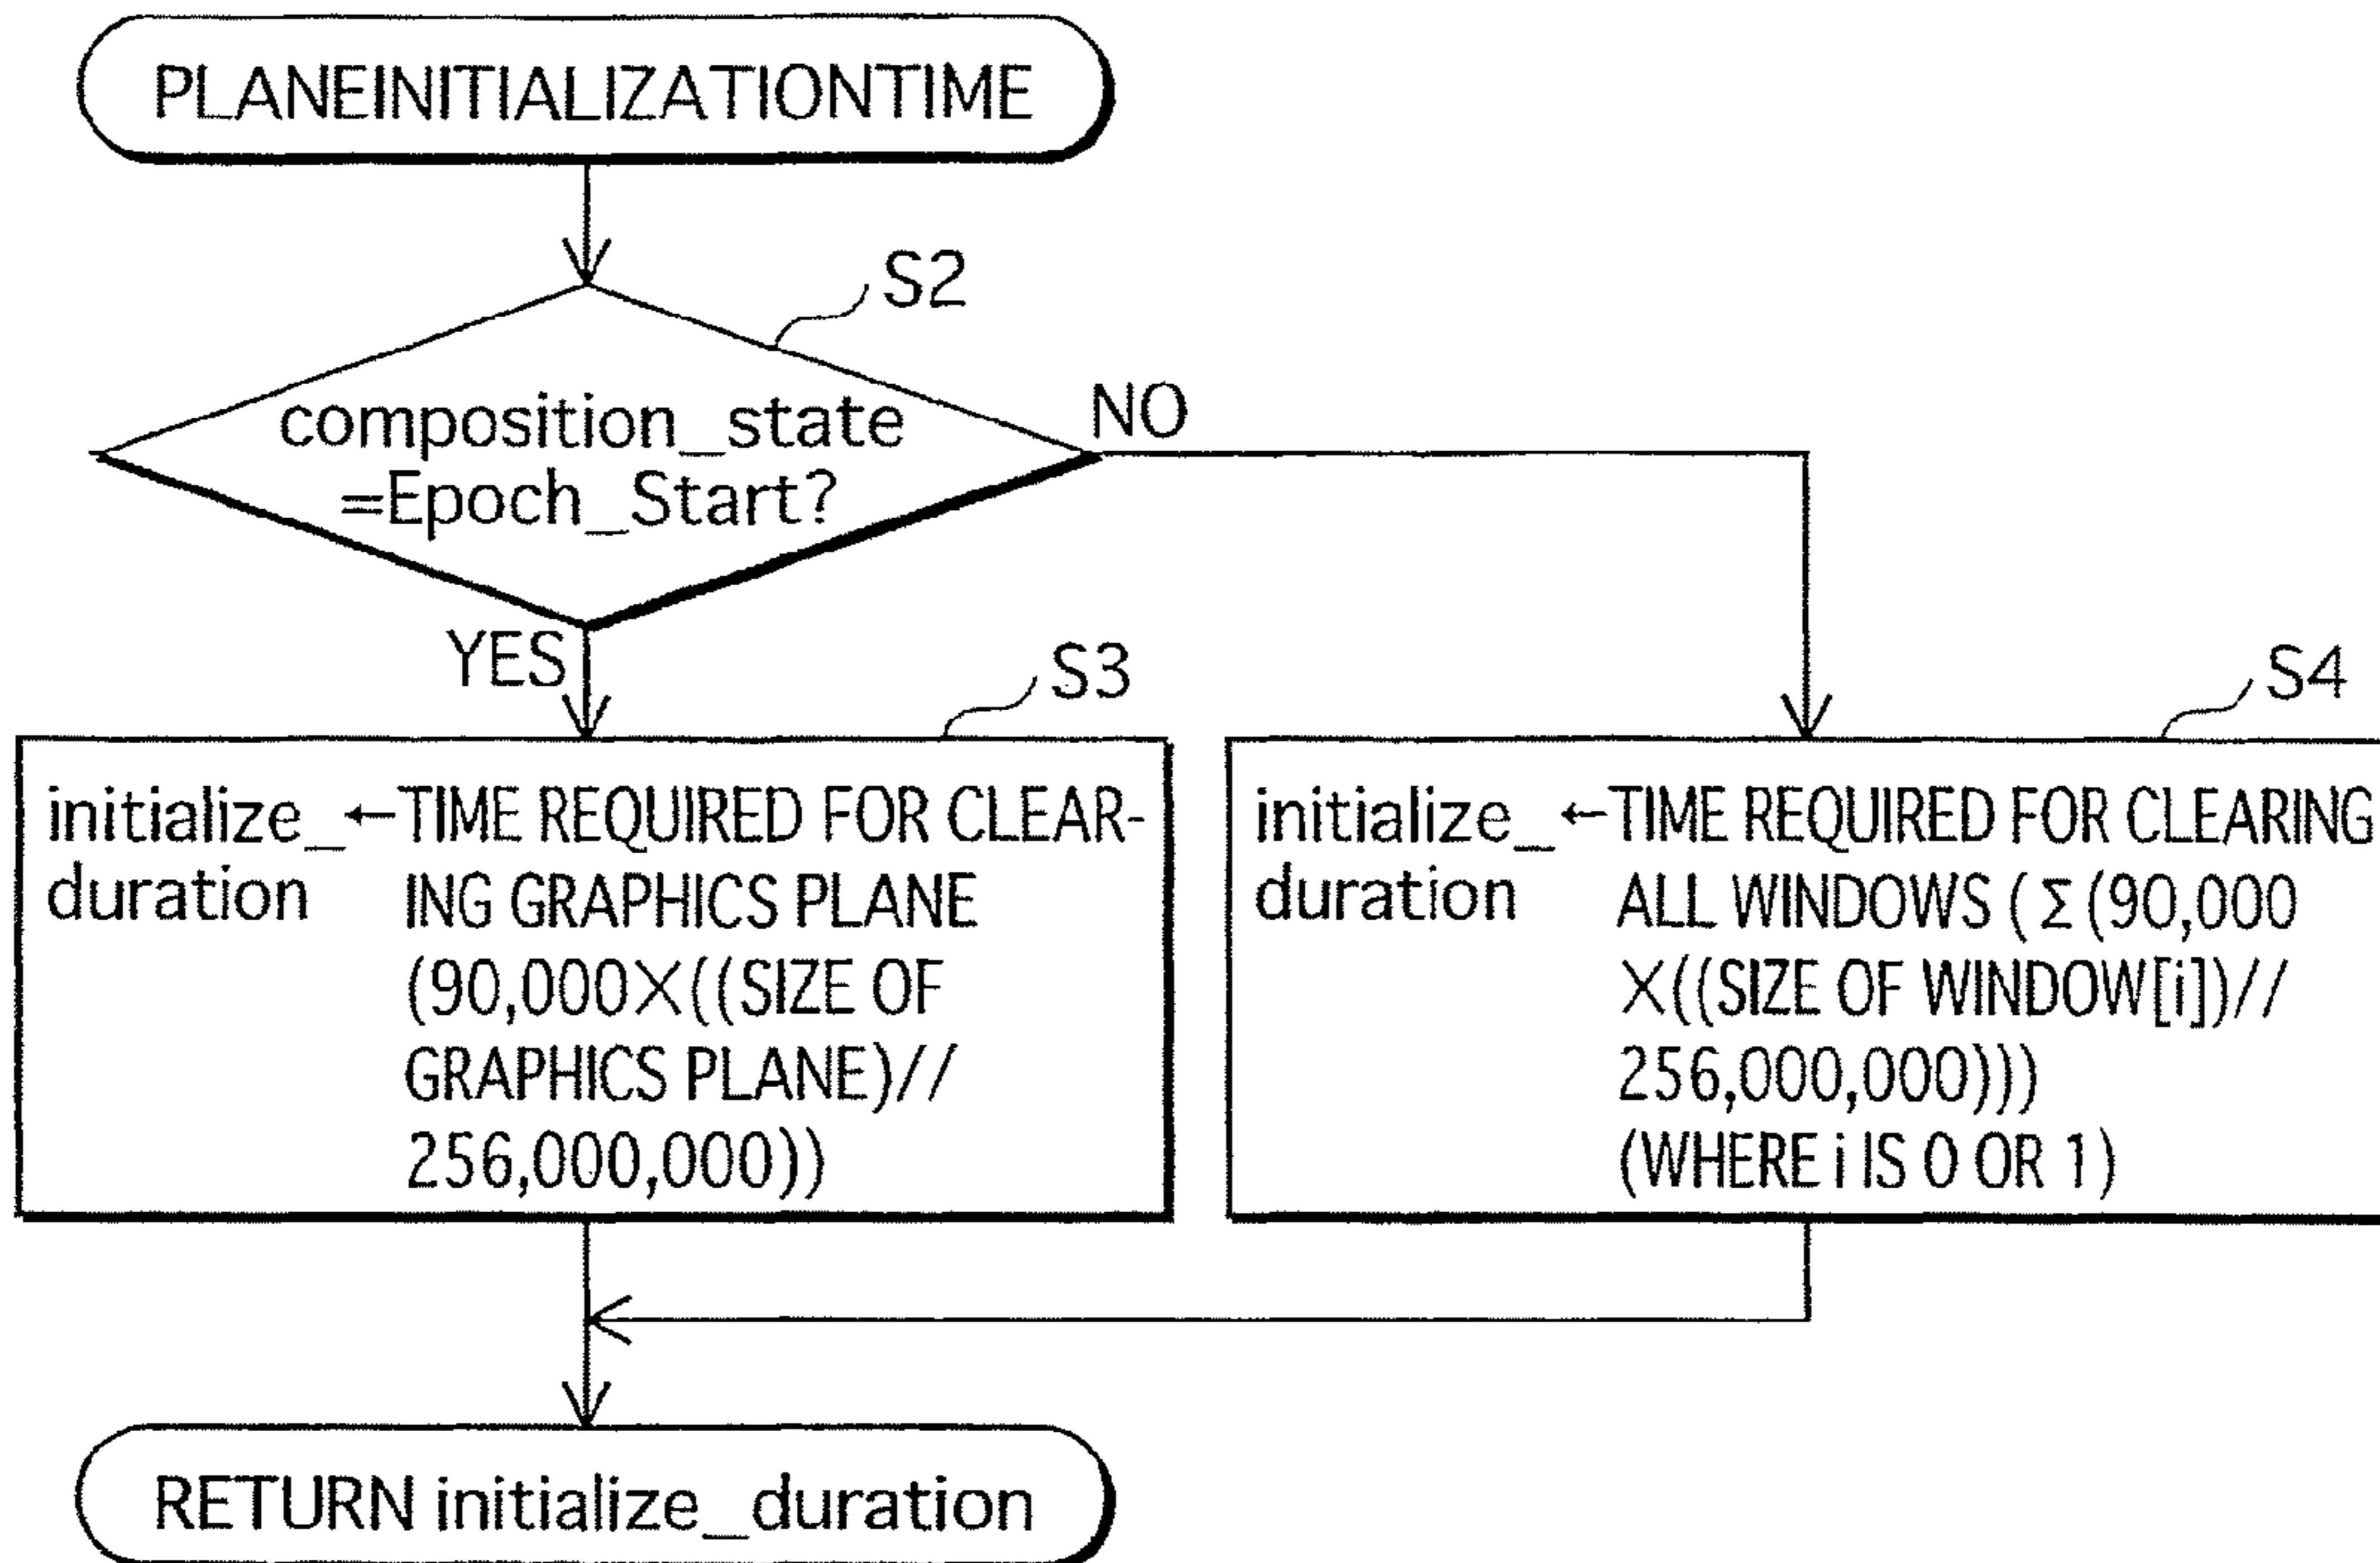 PLANEINITIALIZATIONTIME
S2
composition_state
=Epoch_Start?
NO
YES
S3
initialize_ ←TIME REQUIRED FOR CLEAR-
duration ING GRAPHICS PLANE
(90,000×((SIZE OF
GRAPHICS PLANE)//
256,000,000))
S4
initialize_ ←TIME REQUIRED FOR CLEARING
duration ALL WINDOWS (Σ(90,000
×((SIZE OF WINDOW[i])//
256,000,000)))
(WHERE i IS 0 OR 1)
RETURN initialize_duration